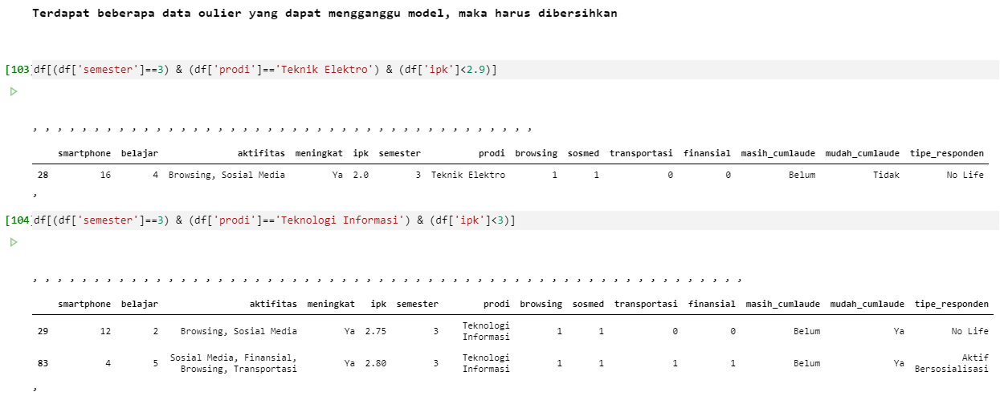 Terdapat beberapa data oulier yang dapat mengganggu model, maka harus dibersihkan
[103] df[(df['semester']==3) & (df['prodi']=='Teknik Elektro') & (df['ipk']<2.9)]
, , , , , , , , , , , , , , , , , , , , , , , , , , , , , , , , , , , , , , , , ,
smartphone belajar aktifitas meningkat ipk semester prodi browsing sosmed transportasi finansial masih_cumlaude mudah_cumlaude tipe_responden
28 16 4 Browsing, Sosial Media Ya 2.0 3 Teknik Elektro 1 1 0 0 Belum Tidak No Life
,
[104] df[(df['semester']==3) & (df['prodi']=='Teknologi Informasi') & (df['ipk']<3)]
, , , , , , , , , , , , , , , , , , , , , , , , , , , , , , , , , , , , , , , , , , , , , , , , , , , , , , , , , ,
smartphone belajar aktifitas meningkat ipk semester prodi browsing sosmed transportasi finansial masih_cumlaude mudah_cumlaude tipe_responden
29 12 2 Browsing, Sosial Media Ya 2.75 3 Teknologi Informasi 1 1 0 0 Belum Ya No Life
83 4 5 Sosial Media, Finansial, Browsing, Transportasi Ya 2.80 3 Teknologi Informasi 1 1 1 1 Belum Ya Aktif Bersosialisasi
,